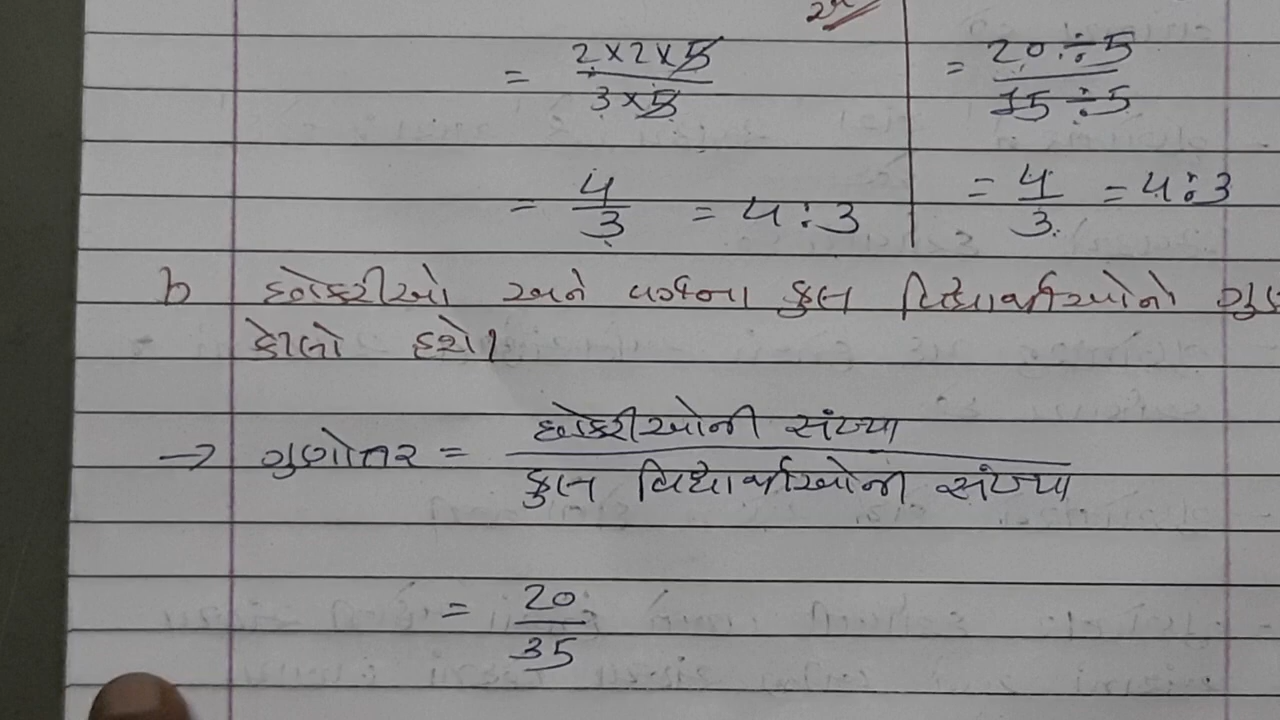 = 2×2×5 / 3×5
= 4/3 = 4:3
= 20÷5 / 15÷5
= 4/3 = 4:3
b છોકરીઓ અને વર્ગના કુલ વિદ્યાર્થીઓનો
કેટલો હશે?
→ ગુણોત્તર = છોકરીઓની સંખ્યા / કુલ વિદ્યાર્થીઓની સંખ્યા
= 20/35